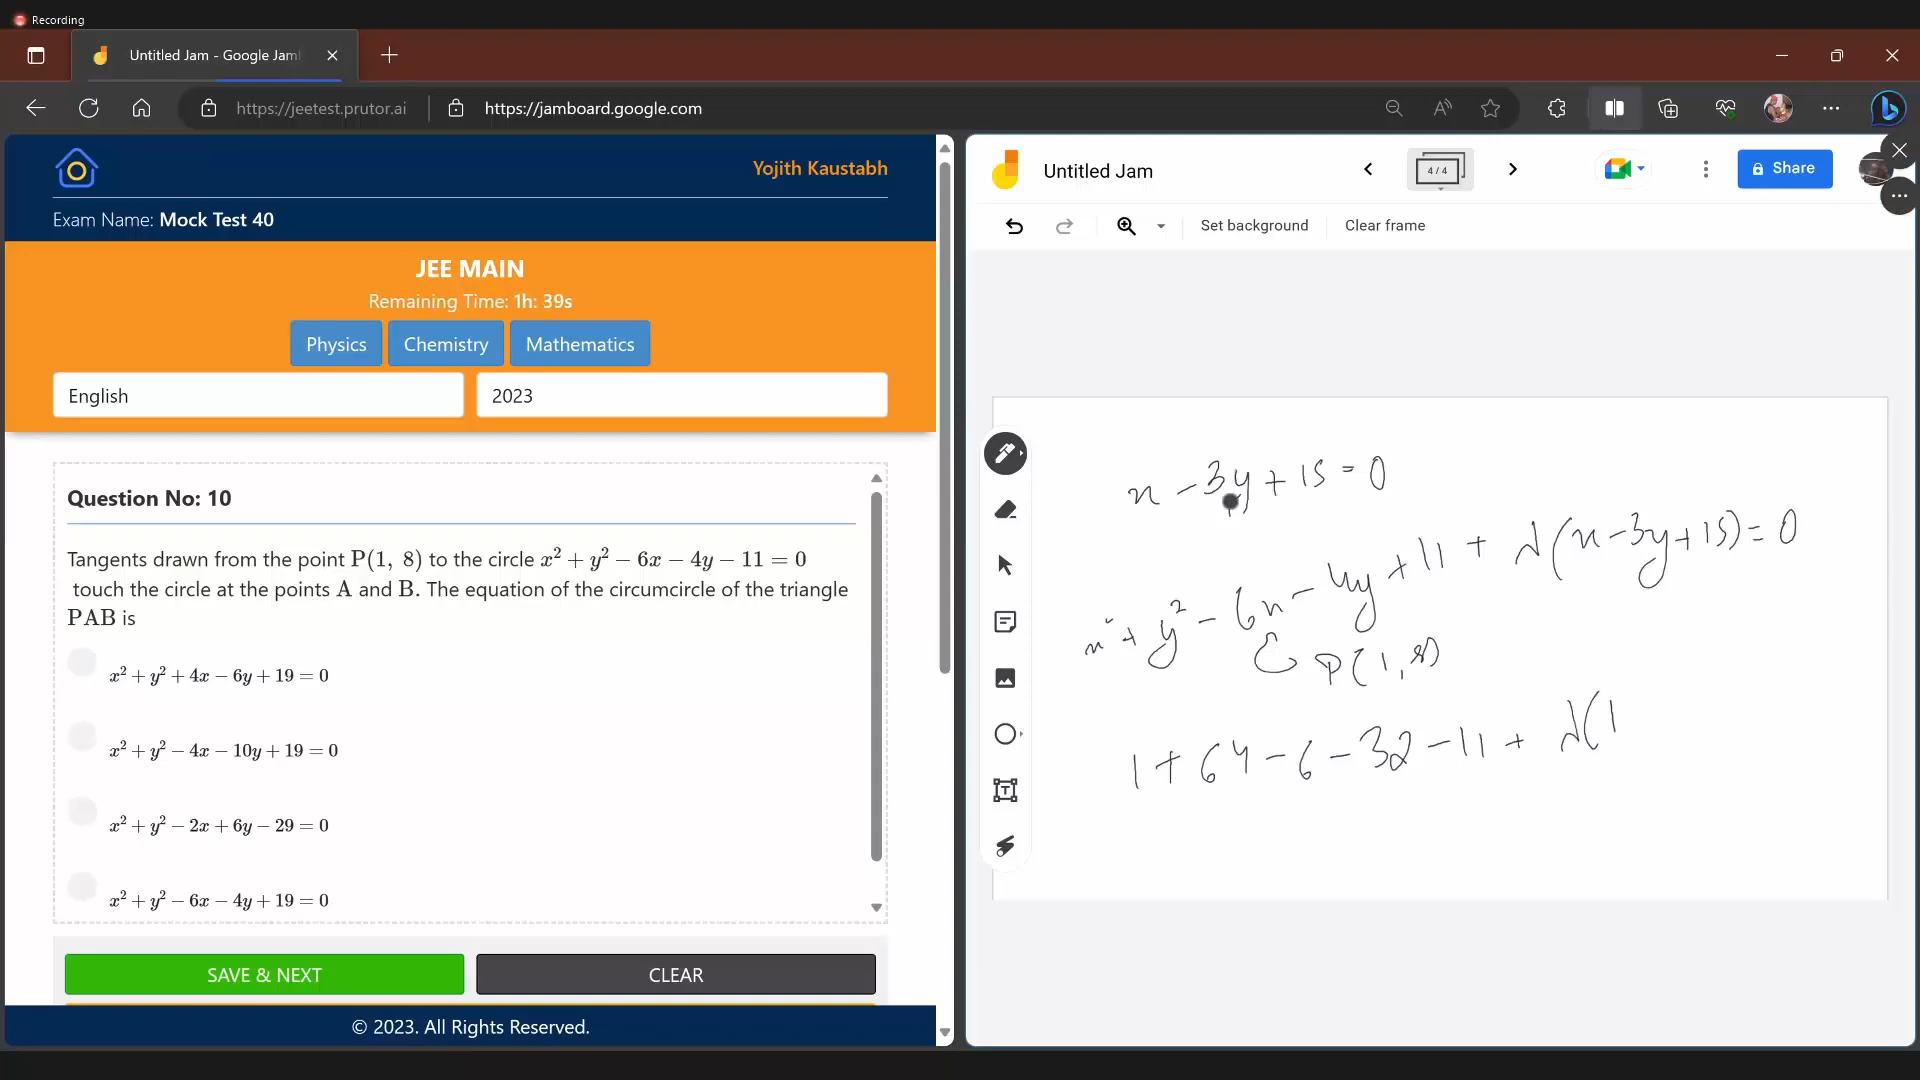 Recording
Untitled Jam - Google Jaml
https://jeetest.prutor.ai
https://jamboard.google.com
Yojith Kaustabh
Exam Name: Mock Test 40
JEE MAIN
Remaining Time: 1h: 39s
Physics
Chemistry
Mathematics
English
2023
Question No: 10
Tangents drawn from the point P(1, 8) to the circle x² + y² − 6x − 4y − 11 = 0
touch the circle at the points A and B. The equation of the circumcircle of the triangle
PAB is
x² + y² + 4x − 6y + 19 = 0
x² + y² − 4x − 10y + 19 = 0
x² + y² − 2x + 6y − 29 = 0
x² + y² − 6x − 4y + 19 = 0
SAVE & NEXT
CLEAR
© 2023. All Rights Reserved.
Untitled Jam
4 / 4
Share
Set background
Clear frame
x − 3y + 15 = 0
x² + y² − 6x − 4y + 11 + λ(x − 3y + 15) = 0
P(1, 8)
1 + 64 − 6 − 32 − 11 + λ(1